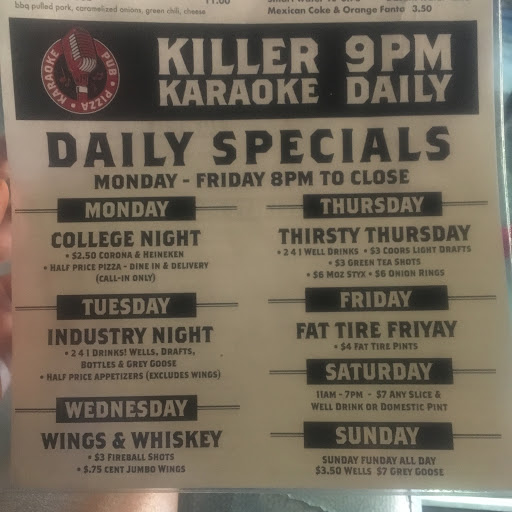 bbq pulled pork, caramelized onions, green chili, cheese
11.00
Mexican Coke & Orange Fanta 3.50
KARAOKE • PUB • PIZZA •
KILLER 9PM
KARAOKE DAILY
DAILY SPECIALS
MONDAY - FRIDAY 8PM TO CLOSE
MONDAY
COLLEGE NIGHT
• $2.50 CORONA & HEINEKEN
• HALF PRICE PIZZA - DINE IN & DELIVERY
(CALL-IN ONLY)
TUESDAY
INDUSTRY NIGHT
• 2 4 1 DRINKS! WELLS, DRAFTS,
BOTTLES & GREY GOOSE
• HALF PRICE APPETIZERS (EXCLUDES WINGS)
WEDNESDAY
WINGS & WHISKEY
• $3 FIREBALL SHOTS
• $.75 CENT JUMBO WINGS
THURSDAY
THIRSTY THURSDAY
• 2 4 1 WELL DRINKS • $3 COORS LIGHT DRAFTS
• $3 GREEN TEA SHOTS
• $6 MOZ STYX • $6 ONION RINGS
FRIDAY
FAT TIRE FRIYAY
• $4 FAT TIRE PINTS
SATURDAY
11AM - 7PM - $7 ANY SLICE &
WELL DRINK OR DOMESTIC PINT
SUNDAY
SUNDAY FUNDAY ALL DAY
$3.50 WELLS $7 GREY GOOSE